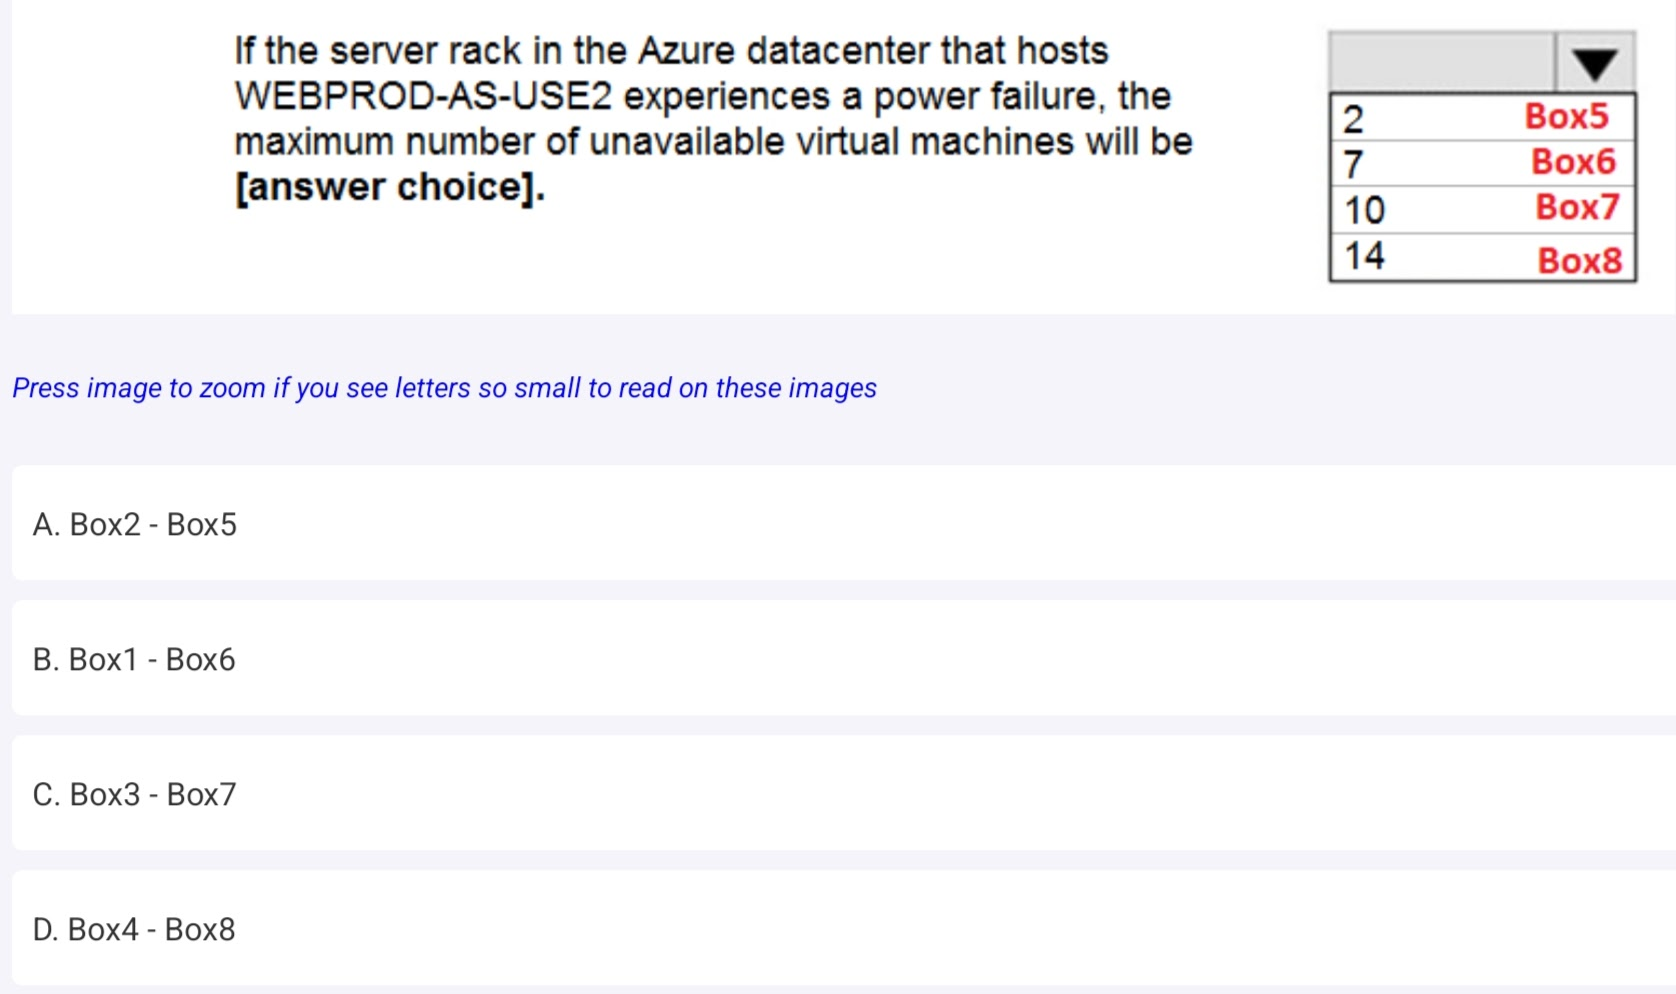 If the server rack in the Azure datacenter that hosts
WEBPROD-AS-USE2 experiences a power failure, the
maximum number of unavailable virtual machines will be
[answer choice].
2 Box5
7 Box6
10 Box7
14 Box8
Press image to zoom if you see letters so small to read on these images
A. Box2 - Box5
B. Box1 - Box6
C. Box3 - Box7
D. Box4 - Box8